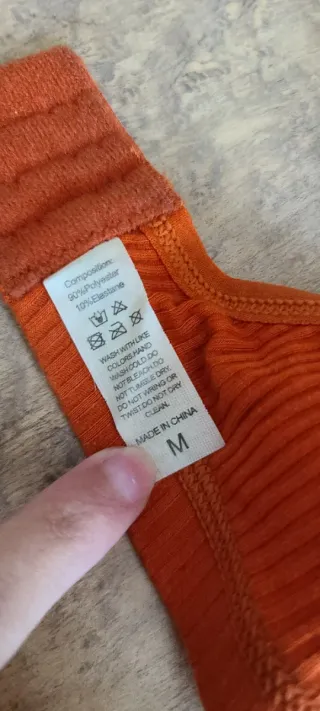 Composition:
90%Polyester
10%Elastane
WASH WITH LIKE
COLORS.HAND
WASH COLD.DO
NOT BLEACH.DO
NOT TUMBLE DRY.
DO NOT WRING OR
TWIST.DO NOT DRY
CLEAN.
MADE IN CHINA
M